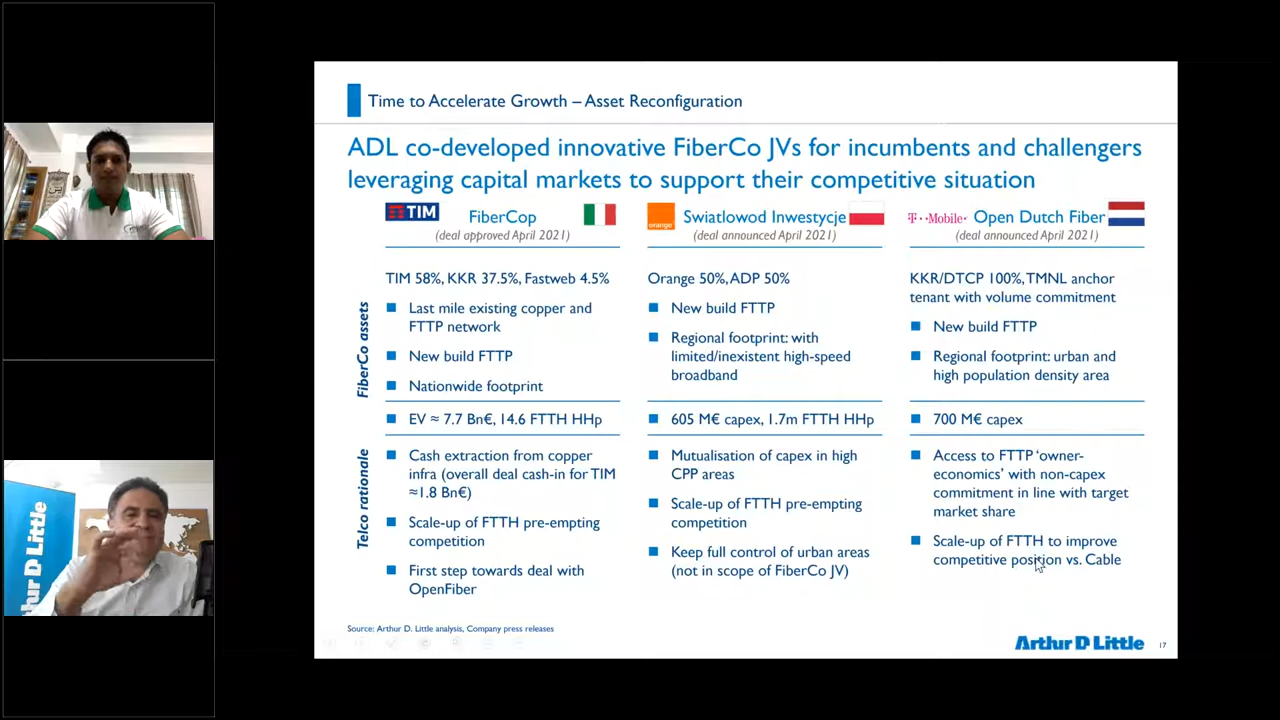 Time to Accelerate Growth – Asset Reconfiguration
ADL co-developed innovative FiberCo JVs for incumbents and challengers
leveraging capital markets to support their competitive situation
TIM
FiberCop
(deal approved April 2021)
orange
Swiatlowod Inwestycje
(deal announced April 2021)
T··Mobile·
Open Dutch Fiber
(deal announced April 2021)
FiberCo assets
TIM 58%, KKR 37.5%, Fastweb 4.5%
Last mile existing copper and
FTTP network
New build FTTP
Nationwide footprint
EV ≈ 7.7 Bn€, 14.6 FTTH HHp
Orange 50%, ADP 50%
New build FTTP
Regional footprint: with
limited/inexistent high-speed
broadband
605 M€ capex, 1.7m FTTH HHp
KKR/DTCP 100%, TMNL anchor
tenant with volume commitment
New build FTTP
Regional footprint: urban and
high population density area
700 M€ capex
Telco rationale
Cash extraction from copper
infra (overall deal cash-in for TIM
≈1.8 Bn€)
Scale-up of FTTH pre-empting
competition
First step towards deal with
OpenFiber
Mutualisation of capex in high
CPP areas
Scale-up of FTTH pre-empting
competition
Keep full control of urban areas
(not in scope of FiberCo JV)
Access to FTTP ‘owner-
economics’ with non-capex
commitment in line with target
market share
Scale-up of FTTH to improve
competitive position vs. Cable
Source: Arthur D. Little analysis, Company press releases
Arthur D Little
17
Arthur D Little